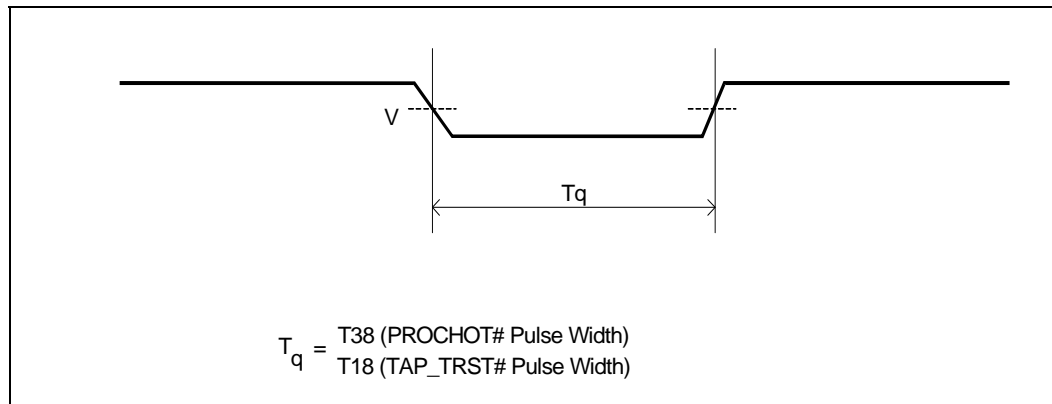 V
Tq
Tq = T38 (PROCHOT# Pulse Width)
T18 (TAP_TRST# Pulse Width)